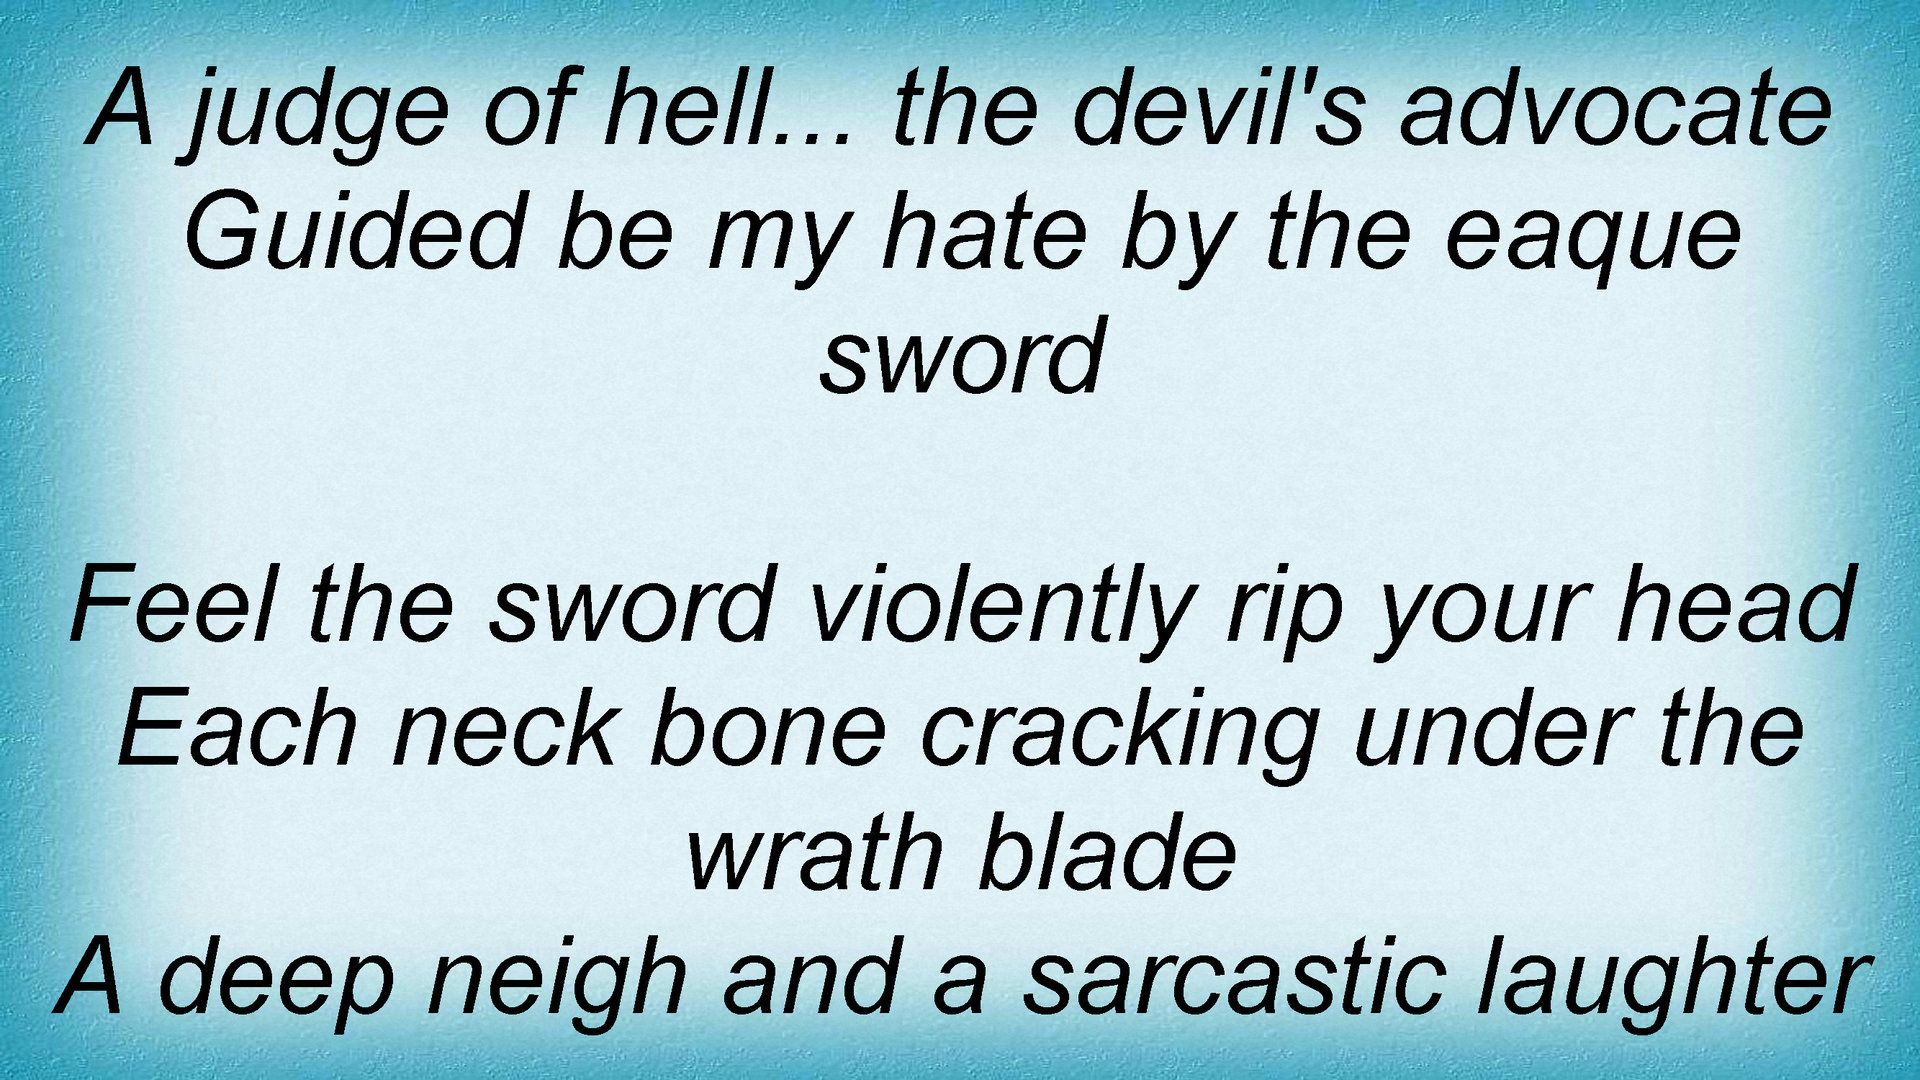 A judge of hell... the devil's advocate
Guided be my hate by the eaque
sword
Feel the sword violently rip your head
Each neck bone cracking under the
wrath blade
A deep neigh and a sarcastic laughter